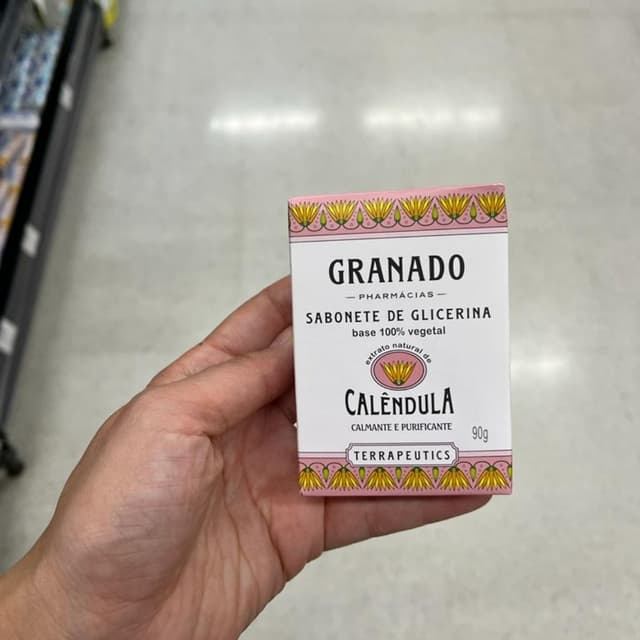 GRANADO
PHARMÁCIAS
SABONETE DE GLICERINA
base 100% vegetal
extrato natural de
CALÊNDULA
CALMANTE E PURIFICANTE
90g
TERRAPEUTICS